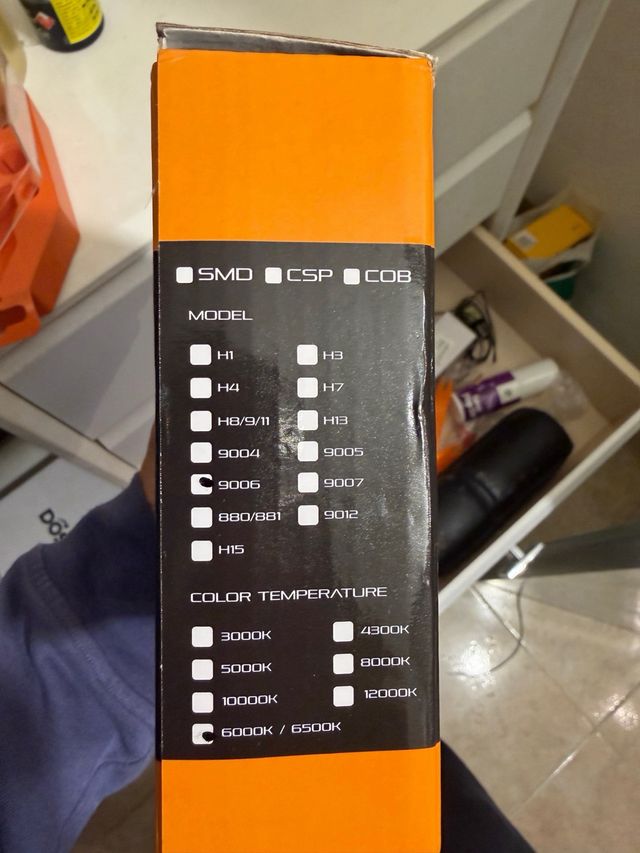 SMD CSP COB
MODEL
H1 H3
H4 H7
H8/9/11 H13
9004 9005
9006 9007
880/881 9012
H15
COLOR TEMPERATURE
3000K 4300K
5000K 8000K
10000K 12000K
6000K / 6500K